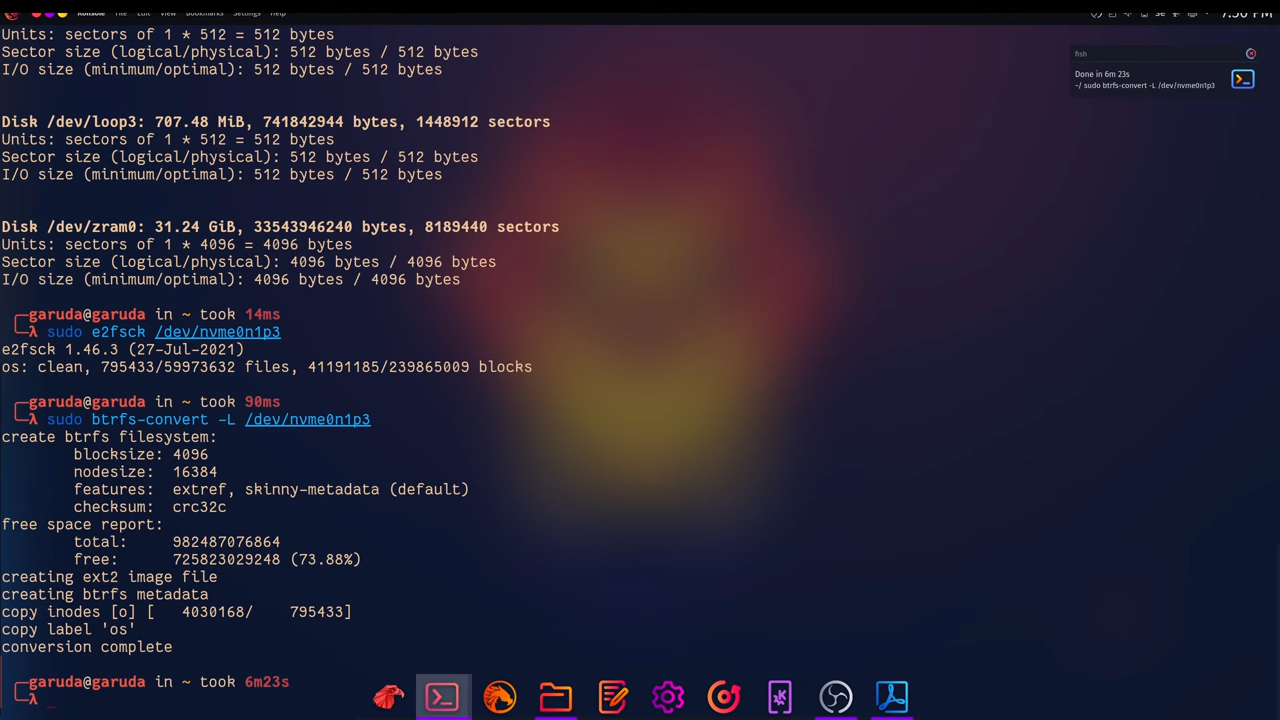 Konsole File Edit View Bookmarks Settings Help
Units: sectors of 1 * 512 = 512 bytes
Sector size (logical/physical): 512 bytes / 512 bytes
I/O size (minimum/optimal): 512 bytes / 512 bytes
Disk /dev/loop3: 707.48 MiB, 741842944 bytes, 1448912 sectors
Units: sectors of 1 * 512 = 512 bytes
Sector size (logical/physical): 512 bytes / 512 bytes
I/O size (minimum/optimal): 512 bytes / 512 bytes
Disk /dev/zram0: 31.24 GiB, 33543946240 bytes, 8189440 sectors
Units: sectors of 1 * 4096 = 4096 bytes
Sector size (logical/physical): 4096 bytes / 4096 bytes
I/O size (minimum/optimal): 4096 bytes / 4096 bytes
garuda@garuda in ~ took 14ms
λ sudo e2fsck /dev/nvme0n1p3
e2fsck 1.46.3 (27-Jul-2021)
os: clean, 795433/59973632 files, 41191185/239865009 blocks
garuda@garuda in ~ took 90ms
λ sudo btrfs-convert -L /dev/nvme0n1p3
create btrfs filesystem:
blocksize: 4096
nodesize: 16384
features: extref, skinny-metadata (default)
checksum: crc32c
free space report:
total: 982487076864
free: 725823029248 (73.88%)
creating ext2 image file
creating btrfs metadata
copy inodes [o] [ 4030168/ 795433]
copy label 'os'
conversion complete
garuda@garuda in ~ took 6m23s
λ
fish
Done in 6m 23s
~/ sudo btrfs-convert -L /dev/nvme0n1p3